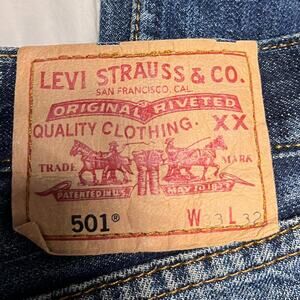 LEVI STRAUSS & CO.
SAN FRANCISCO, CAL.
ORIGINAL RIVETED
QUALITY CLOTHING. XX
TRADE MARK
PATENTED IN U.S. MAY 20 1873
501® W 33 L 32